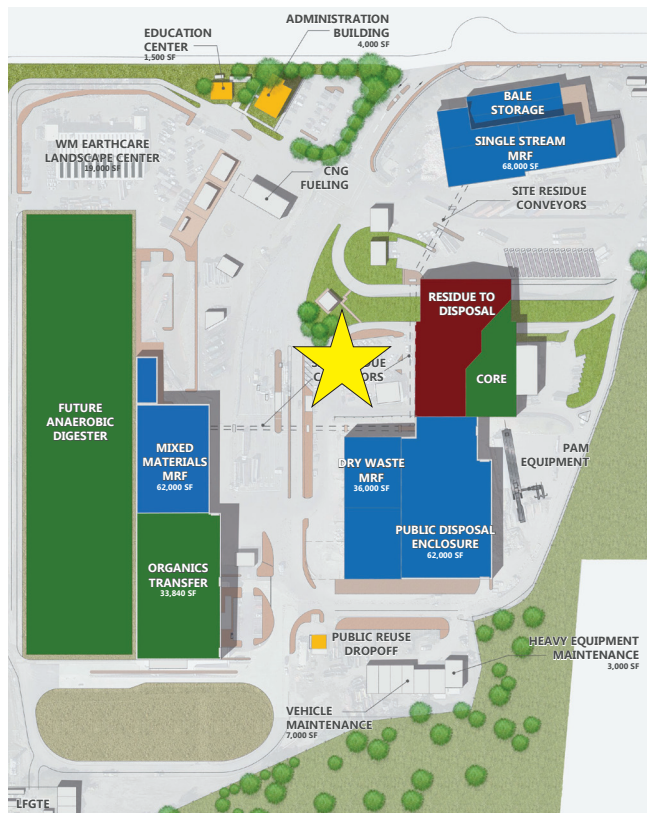 EDUCATION
CENTER
1,500 SF
ADMINISTRATION
BUILDING
4,000 SF
BALE
STORAGE
SINGLE STREAM
MRF
68,000 SF
WM EARTHCARE
LANDSCAPE CENTER
19,000 SF
CNG
FUELING
SITE RESIDUE
CONVEYORS
RESIDUE TO
DISPOSAL
CORE
FUTURE
ANAEROBIC
DIGESTER
MIXED
MATERIALS
MRF
62,000 SF
DRY WASTE
MRF
36,000 SF
PAM
EQUIPMENT
PUBLIC DISPOSAL
ENCLOSURE
62,000 SF
ORGANICS
TRANSFER
33,840 SF
PUBLIC REUSE
DROPOFF
HEAVY EQUIPMENT
MAINTENANCE
3,000 SF
VEHICLE
MAINTENANCE
7,000 SF
LFGTE